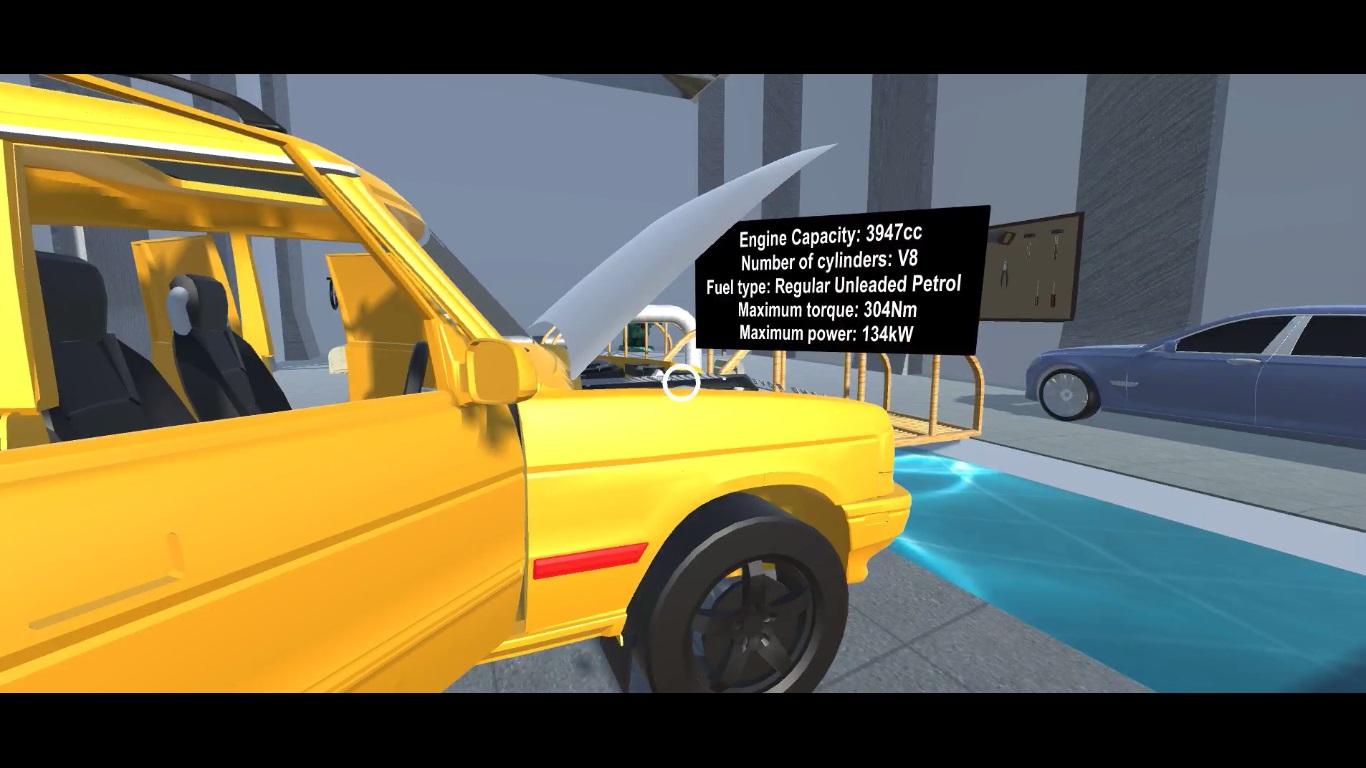 Engine Capacity: 3947cc
Number of cylinders: V8
Fuel type: Regular Unleaded Petrol
Maximum torque: 304Nm
Maximum power: 134kW